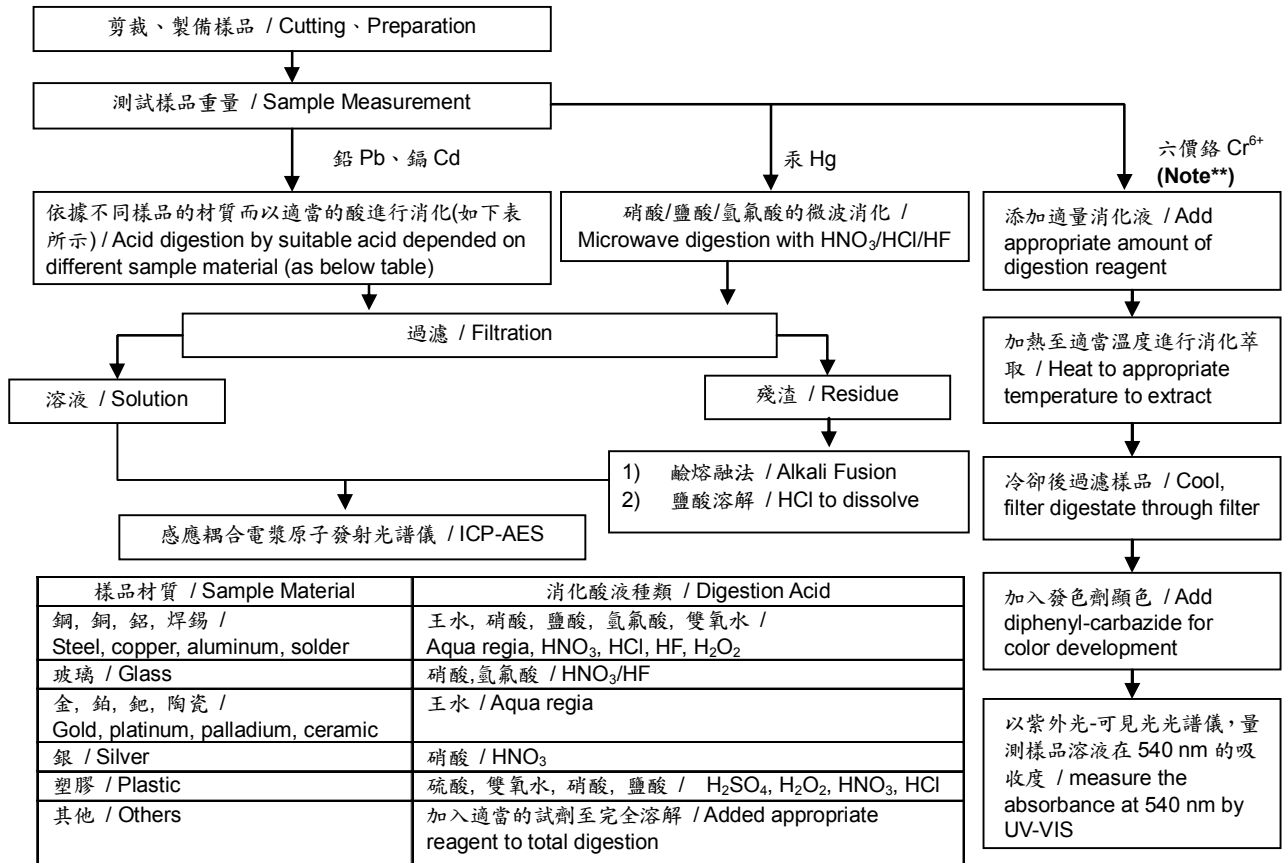 剪裁、製備樣品 / Cutting、Preparation
測試樣品重量 / Sample Measurement
鉛 Pb、鎘 Cd
汞 Hg
六價鉻 Cr⁶⁺
(Note**)
依據不同樣品的材質而以適當的酸進行消化(如下表
所示) / Acid digestion by suitable acid depended on
different sample material (as below table)
硝酸/鹽酸/氫氟酸的微波消化 /
Microwave digestion with HNO₃/HCl/HF
添加適量消化液 / Add
appropriate amount of
digestion reagent
過濾 / Filtration
加熱至適當溫度進行消化萃
取 / Heat to appropriate
temperature to extract
溶液 / Solution
殘渣 / Residue
1) 鹼熔融法 / Alkali Fusion
2) 鹽酸溶解 / HCl to dissolve
冷卻後過濾樣品 / Cool,
filter digestate through filter
感應耦合電漿原子發射光譜儀 / ICP-AES
加入發色劑顯色 / Add
diphenyl-carbazide for
color development
以紫外光-可見光光譜儀，量
測樣品溶液在 540 nm 的吸
收度 / measure the
absorbance at 540 nm by
UV-VIS
樣品材質 / Sample Material
消化酸液種類 / Digestion Acid
鋼, 銅, 鋁, 焊錫 /
Steel, copper, aluminum, solder
王水, 硝酸, 鹽酸, 氫氟酸, 雙氧水 /
Aqua regia, HNO₃, HCl, HF, H₂O₂
玻璃 / Glass
硝酸,氫氟酸 / HNO₃/HF
金, 鉑, 鈀, 陶瓷 /
Gold, platinum, palladium, ceramic
王水 / Aqua regia
銀 / Silver
硝酸 / HNO₃
塑膠 / Plastic
硫酸, 雙氧水, 硝酸, 鹽酸 / H₂SO₄, H₂O₂, HNO₃, HCl
其他 / Others
加入適當的試劑至完全溶解 / Added appropriate
reagent to total digestion